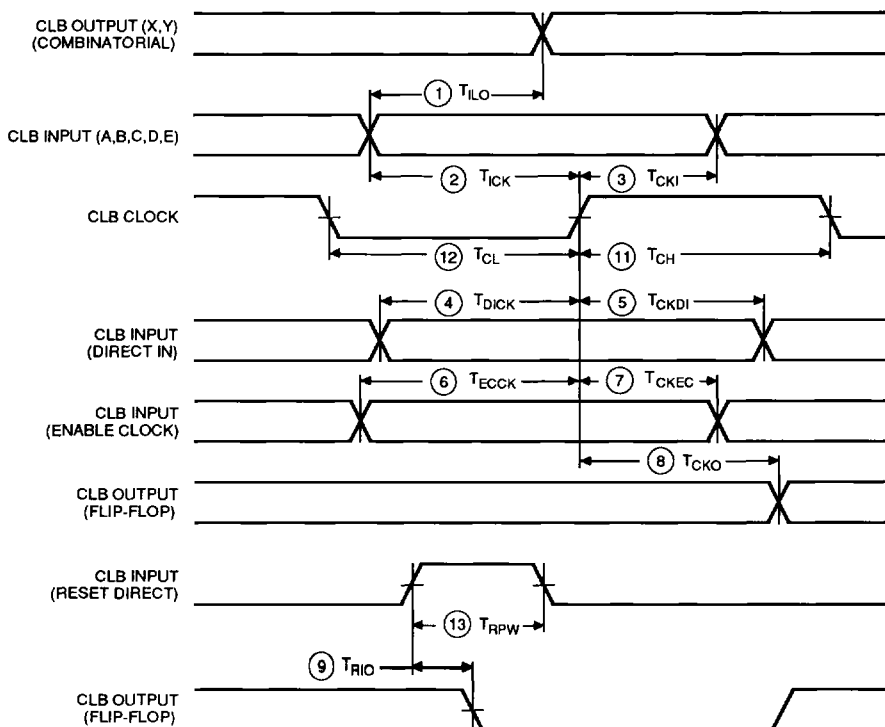 CLB OUTPUT (X,Y)
(COMBINATORIAL)
1 TILO
CLB INPUT (A,B,C,D,E)
2 TICK
3 TCKI
CLB CLOCK
12 TCL
11 TCH
4 TDICK
5 TCKDI
CLB INPUT
(DIRECT IN)
6 TECCK
7 TCKEC
CLB INPUT
(ENABLE CLOCK)
8 TCKO
CLB OUTPUT
(FLIP-FLOP)
CLB INPUT
(RESET DIRECT)
13 TRPW
9 TRIO
CLB OUTPUT
(FLIP-FLOP)